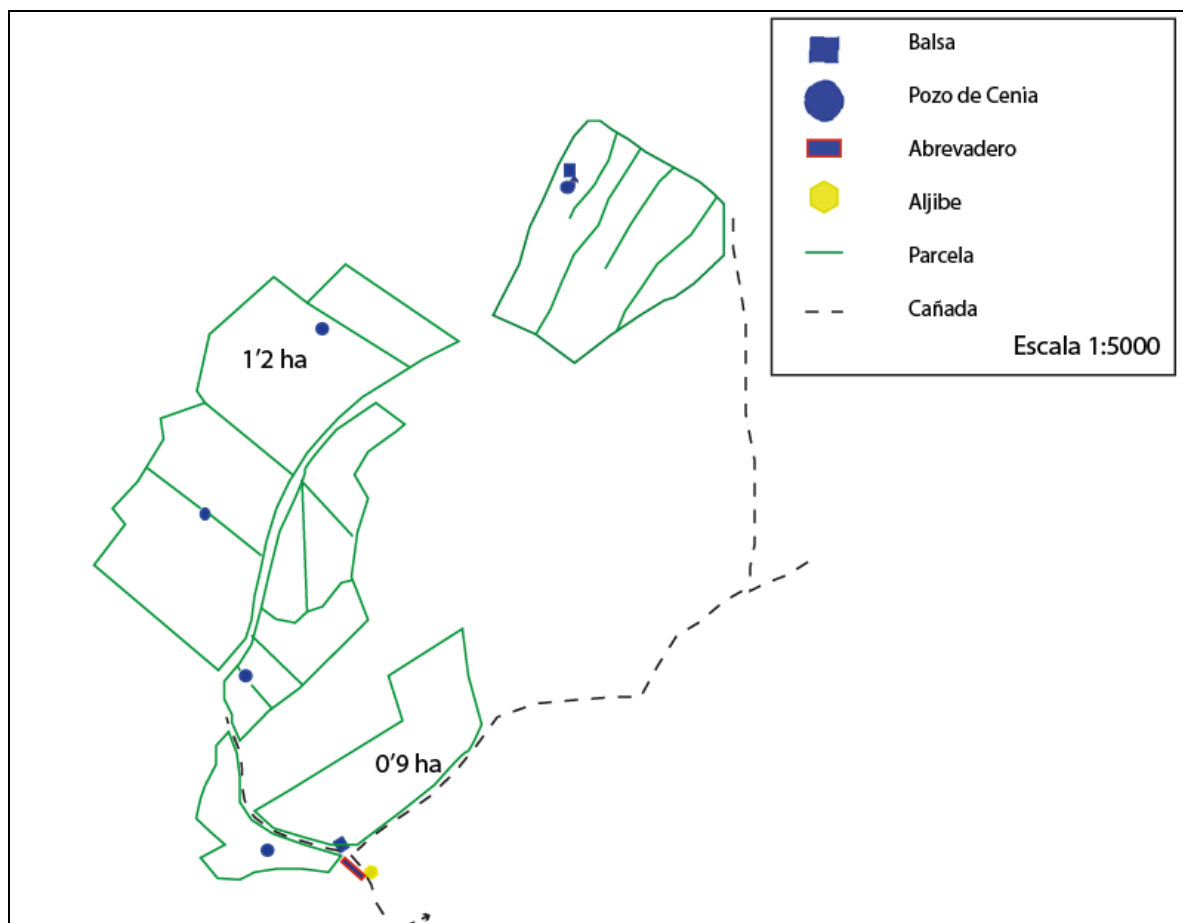 Balsa
Pozo de Cenia
Abrevadero
Aljibe
Parcela
Cañada
Escala 1:5000
1'2 ha
0'9 ha